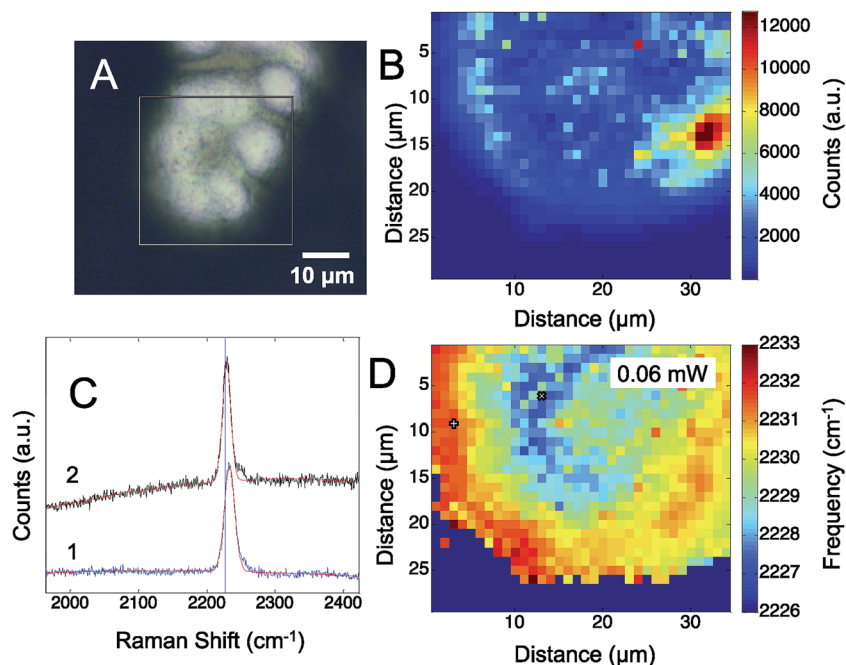 A
10 µm
B
5
10
15
20
25
10
20
30
Distance (µm)
Distance (µm)
12000
10000
8000
6000
4000
2000
Counts (a.u.)
C
2
1
2000
2100
2200
2300
2400
Counts (a.u.)
Raman Shift (cm⁻¹)
D
0.06 mW
5
10
15
20
25
10
20
30
Distance (µm)
Distance (µm)
2233
2232
2231
2230
2229
2228
2227
2226
Frequency (cm⁻¹)